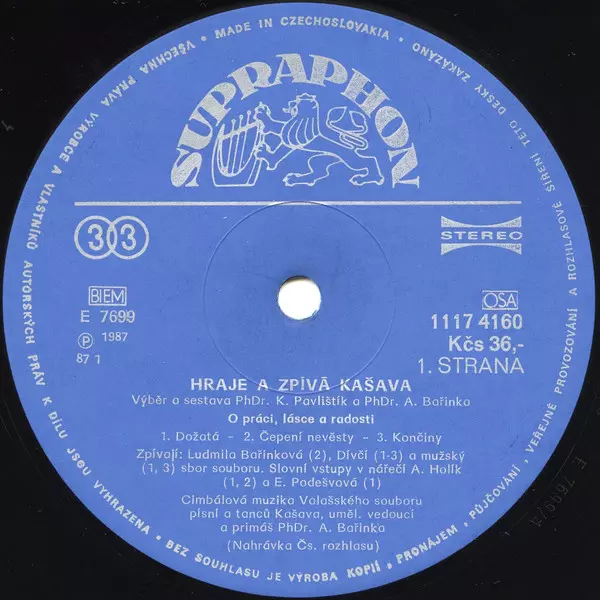 VŠECHNA PRÁVA VÝROBCE A VLASTNÍKŮ AUTORSKÝCH PRÁV K DÍLU JSOU VYHRAZENA • BEZ SOUHLASU JE VÝROBA KOPIÍ, PRONÁJEM, PŮJČOVÁNÍ, VEŘEJNÉ PROVOZOVÁNÍ A ROZHLASOVÉ ŠÍŘENÍ TÉTO DESKY ZAKÁZÁNO • MADE IN CZECHOSLOVAKIA •
SUPRAPHON
33
STEREO
BIEM
OSA
E 7699
1117 4160
Ⓟ 1987
Kčs 36,-
87 1
1. STRANA
HRAJE A ZPÍVÁ KAŠAVA
Výběr a sestava PhDr. K. Pavlištík a PhDr. A. Bařinka
O práci, lásce a radosti
1. Dožatá - 2. Čepení nevěsty - 3. Končiny
Zpívají: Ludmila Bařinková (2), Dívčí (1-3) a mužský
(1, 3) sbor souboru. Slovní vstupy v nářečí A. Holík
(1, 2) a E. Podešvová (1)
Cimbálová muzika Valašského souboru
písní a tanců Kašava, uměl. vedoucí
a primáš PhDr. A. Bařinka
(Nahrávka Čs. rozhlasu)
E 7699/1